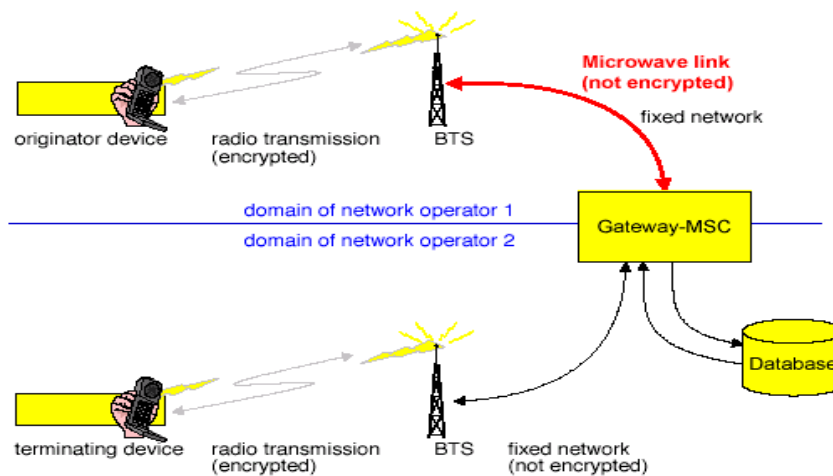 Microwave link
(not encrypted)
fixed network
originator device
radio transmission
(encrypted)
BTS
domain of network operator 1
domain of network operator 2
Gateway-MSC
Database
terminating device
radio transmission
(encrypted)
BTS
fixed network
(not encrypted)